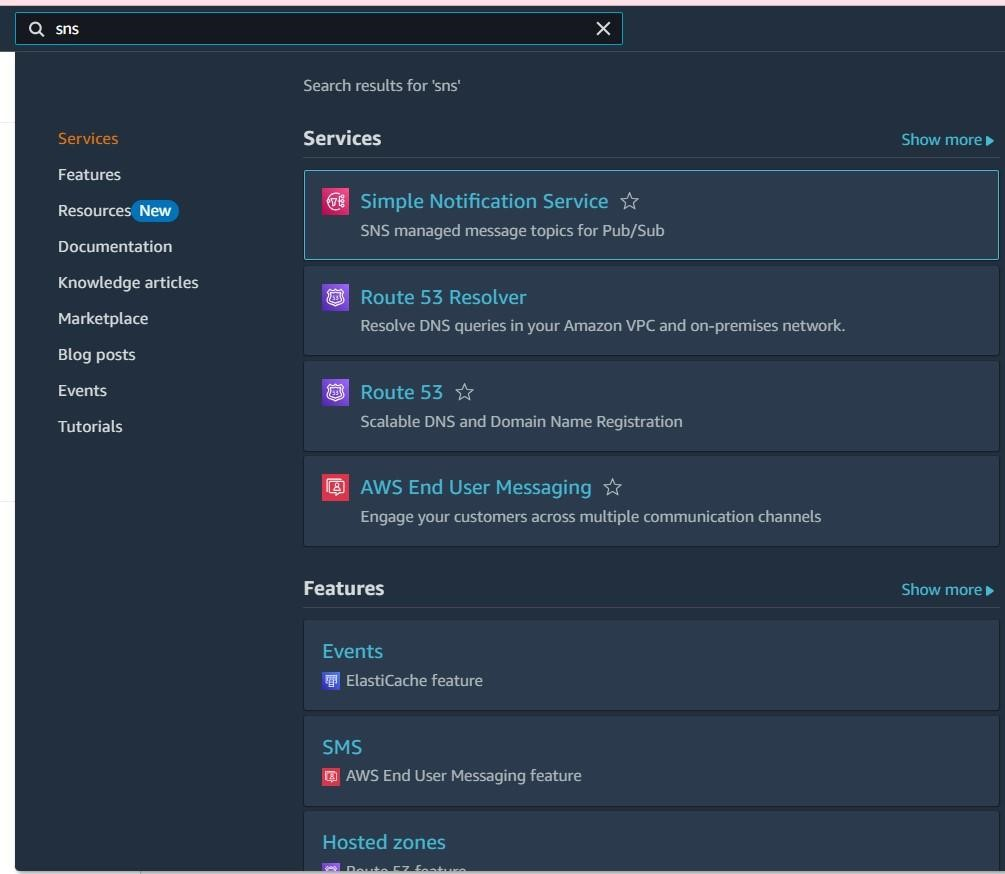 sns
Search results for 'sns'
Services
Features
Resources New
Documentation
Knowledge articles
Marketplace
Blog posts
Events
Tutorials
Services
Show more
Simple Notification Service
SNS managed message topics for Pub/Sub
Route 53 Resolver
Resolve DNS queries in your Amazon VPC and on-premises network.
Route 53
Scalable DNS and Domain Name Registration
AWS End User Messaging
Engage your customers across multiple communication channels
Features
Show more
Events
ElastiCache feature
SMS
AWS End User Messaging feature
Hosted zones
Route 53 feature